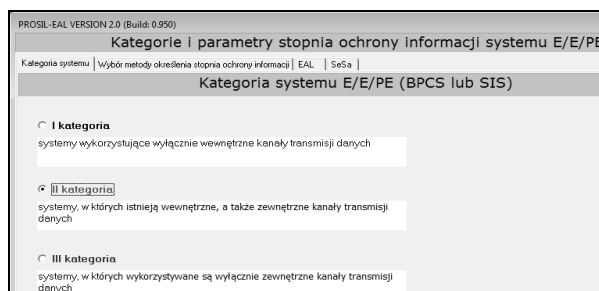 PROSIL-EAL VERSION 2.0 (Build: 0.950)
Kategorie i parametry stopnia ochrony informacji systemu E/E/PE
Kategoria systemu | Wybór metody określenia stopnia ochrony informacji | EAL | SeSa |
Kategoria systemu E/E/PE (BPCS lub SIS)
I kategoria
systemy wykorzystujące wyłącznie wewnętrzne kanały transmisji danych
II kategoria
systemy, w których istnieją wewnętrzne, a także zewnętrzne kanały transmisji
danych
III kategoria
systemy, w których wykorzystywane są wyłącznie zewnętrzne kanały transmisji
danych